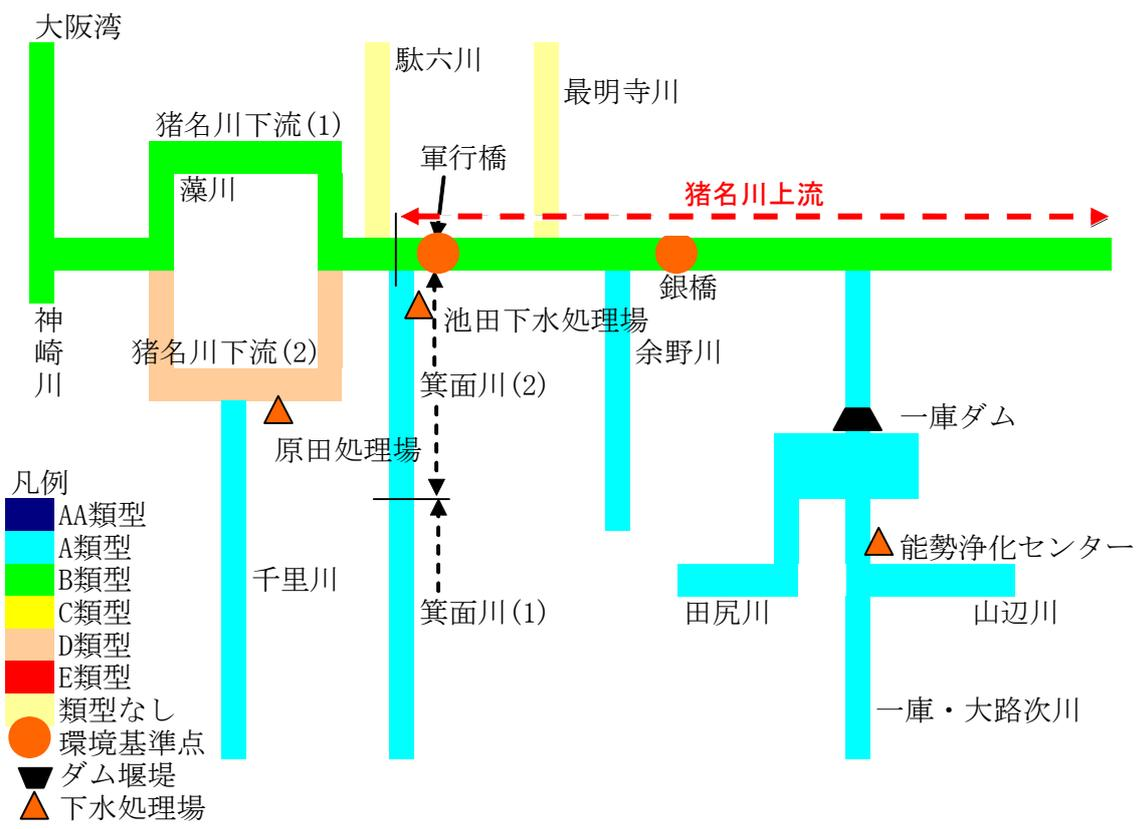 大阪湾
駄六川
最明寺川
猪名川下流(1)
軍行橋
藻川
猪名川上流
銀橋
神崎川
池田下水処理場
猪名川下流(2)
余野川
箕面川(2)
一庫ダム
原田処理場
凡例
AA類型
A類型
B類型
C類型
D類型
E類型
類型なし
環境基準点
ダム堰堤
下水処理場
能勢浄化センター
千里川
箕面川(1)
田尻川
山辺川
一庫・大路次川